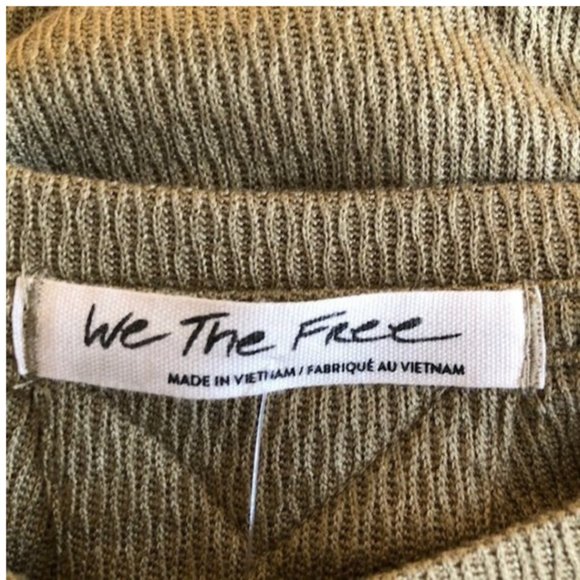 We The Free
MADE IN VIETNAM / FABRIQUÉ AU VIETNAM